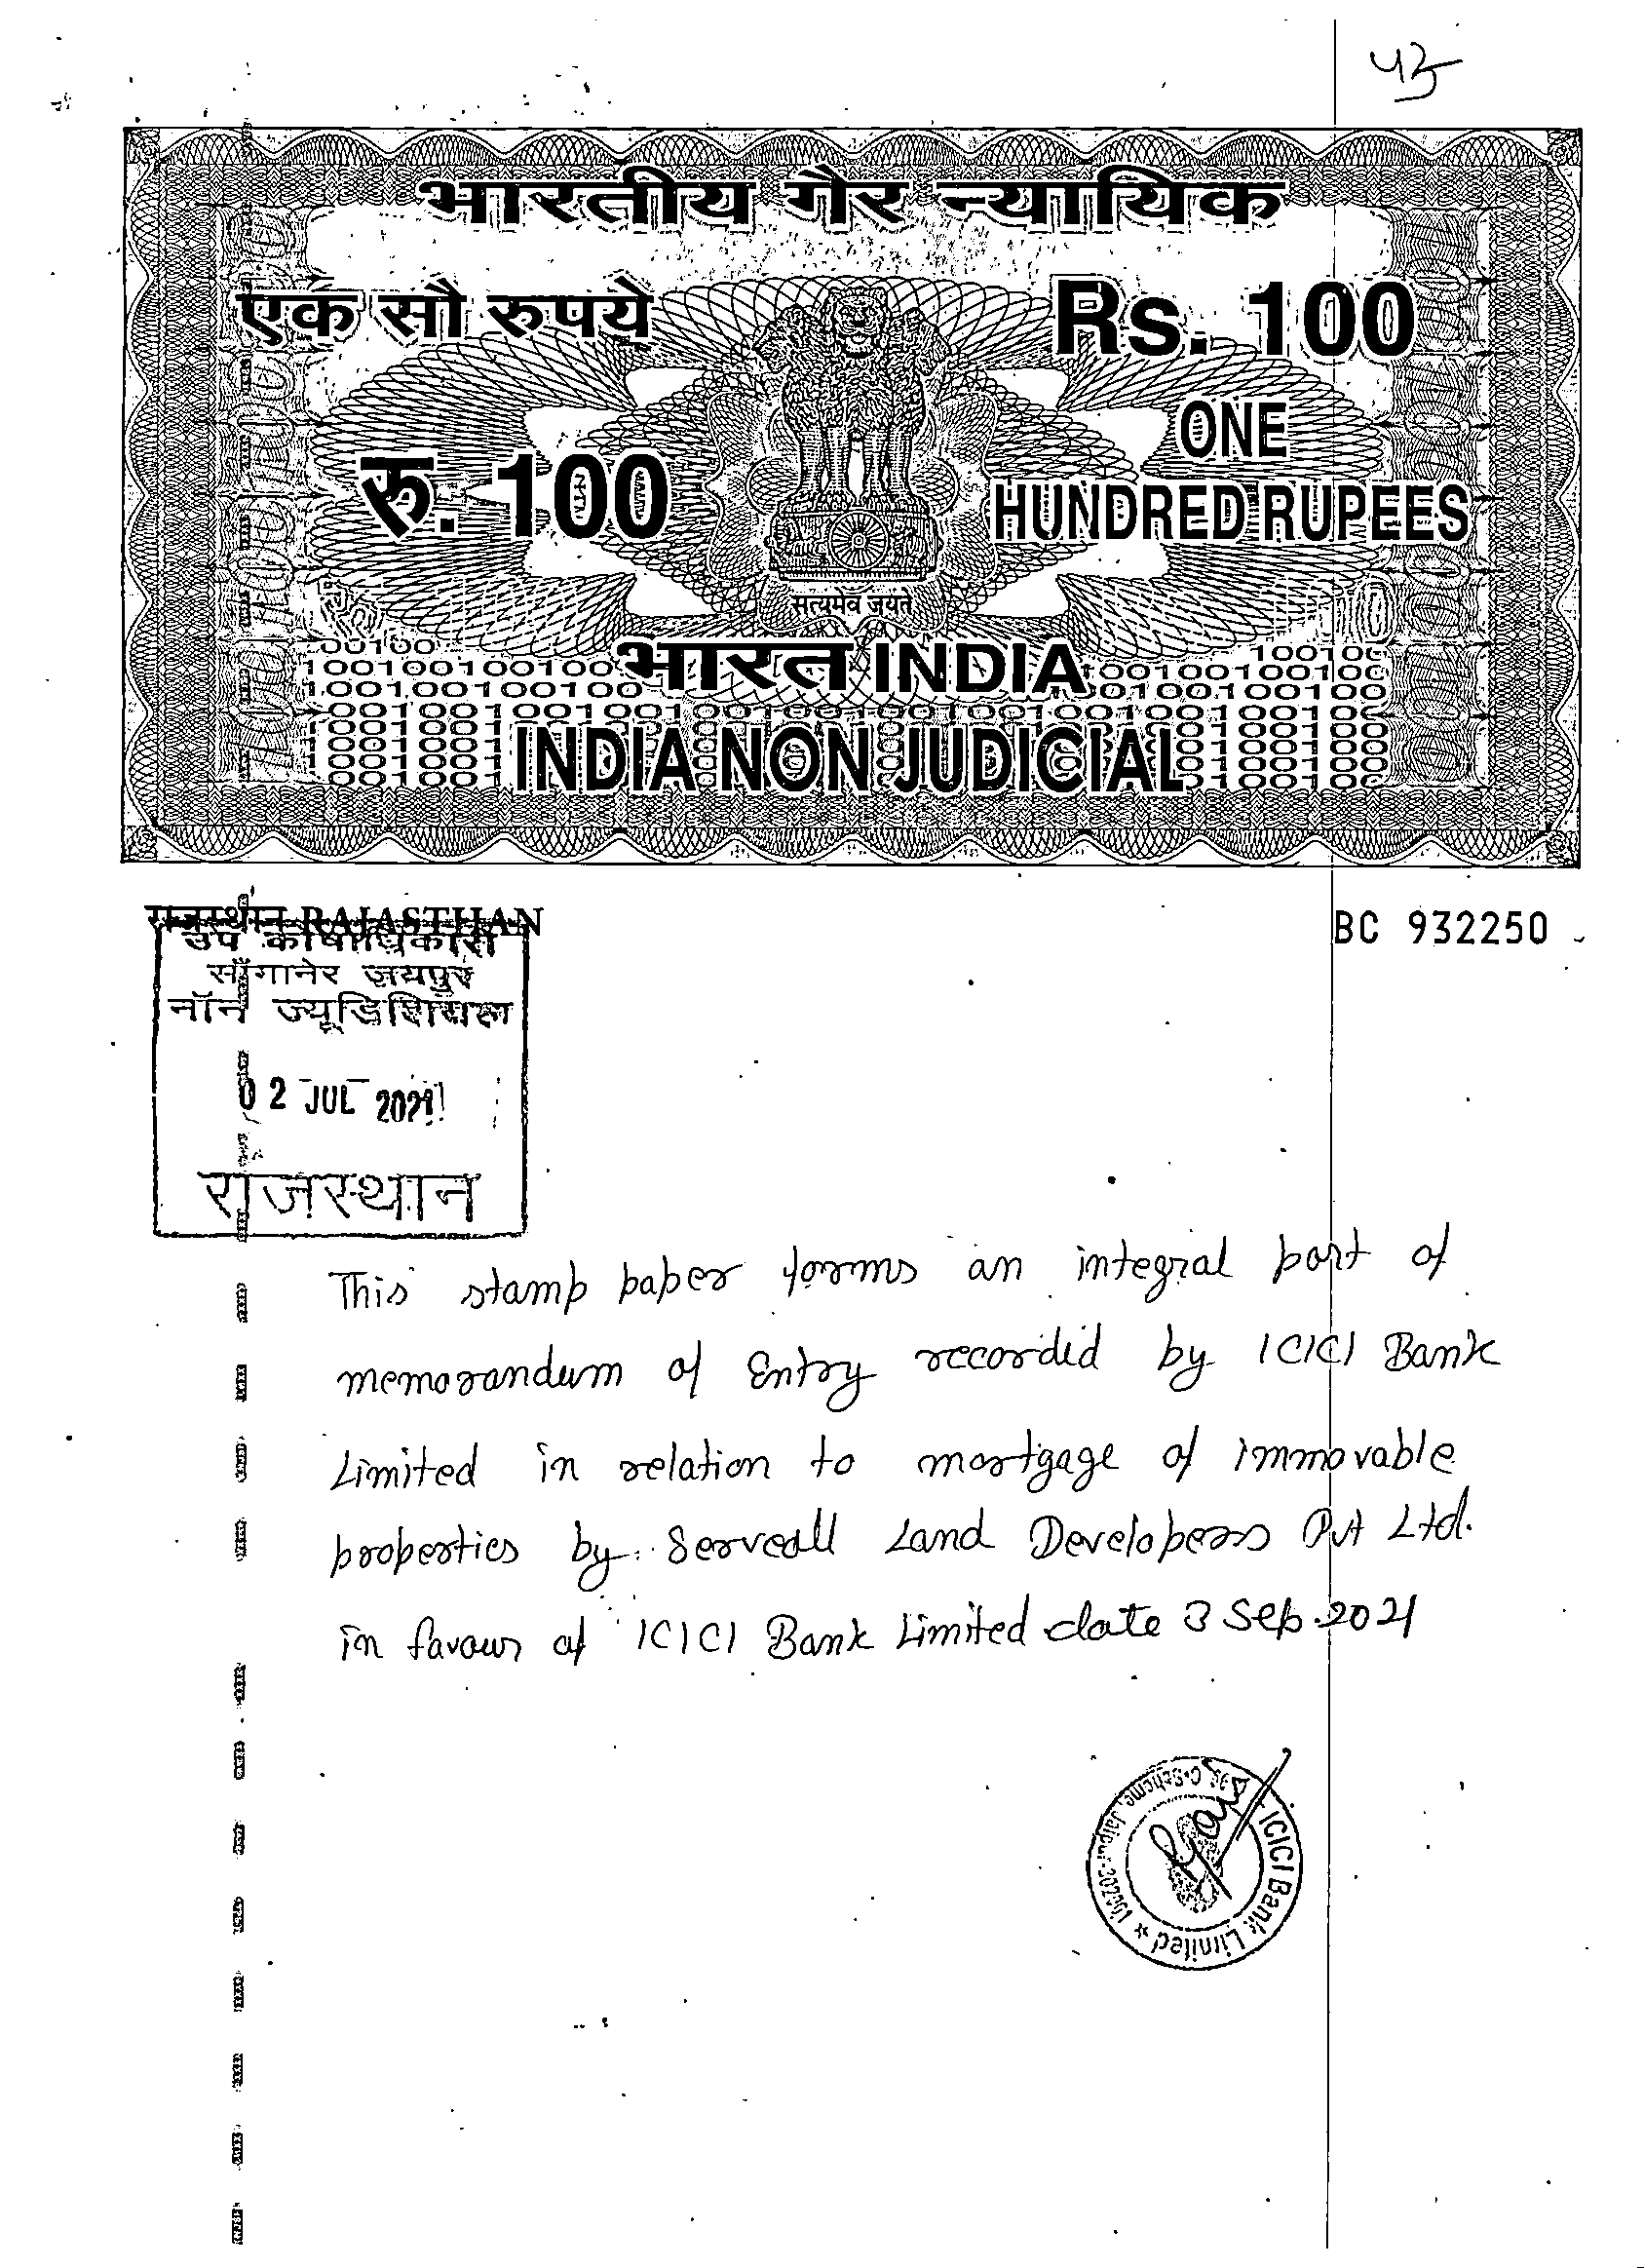 43
भारतीय गैर न्यायिक
एक सौ रुपये
Rs. 100
रु. 100
ONE
HUNDRED RUPEES
सत्यमेव जयते
भारत INDIA
INDIA NON JUDICIAL
राजस्थान RAJASTHAN
BC 932250
उप कोषाधिकारी
साँगानेर जयपुर
नॉन ज्यूडिशियल
02 JUL 2021
राजस्थान
This stamp paper forms an integral part of
memorandum of Entry recorded by ICICI Bank
Limited in relation to mortgage of immovable
properties by Serveall Land Developers Pvt Ltd.
in favour of ICICI Bank Limited date 3 Sep 2021
ICICI Bank Limited ★ C-Scheme, Jaipur